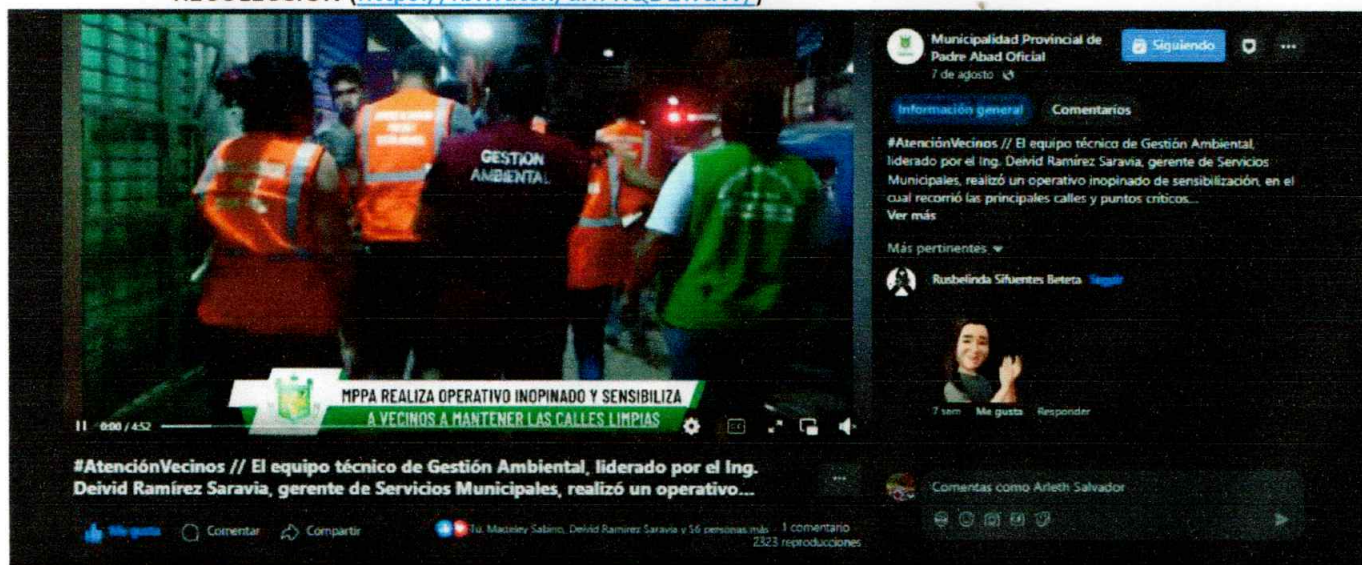 GESTIÓN
AMBIENTAL
MPPA REALIZA OPERATIVO INOPINADO Y SENSIBILIZA
A VECINOS A MANTENER LAS CALLES LIMPIAS
0:00 / 4:52
#AtenciónVecinos // El equipo técnico de Gestión Ambiental, liderado por el Ing.
Deivid Ramírez Saravia, gerente de Servicios Municipales, realizó un operativo...
Me gusta Comentar Compartir
Tú, Macieley Sabino, Deivid Ramirez Saravia y 56 personas más 1 comentario
2323 reproducciones
Municipalidad Provincial de
Padre Abad Oficial
7 de agosto
Siguiendo
Información general Comentarios
#AtenciónVecinos // El equipo técnico de Gestión Ambiental,
liderado por el Ing. Deivid Ramírez Saravia, gerente de Servicios
Municipales, realizó un operativo inopinado de sensibilización, en el
cual recorrió las principales calles y puntos críticos...
Ver más
Más pertinentes
Rusbelinda Sifuentes Beteta Seguir
7 sem Me gusta Responder
Comentas como Arleth Salvador